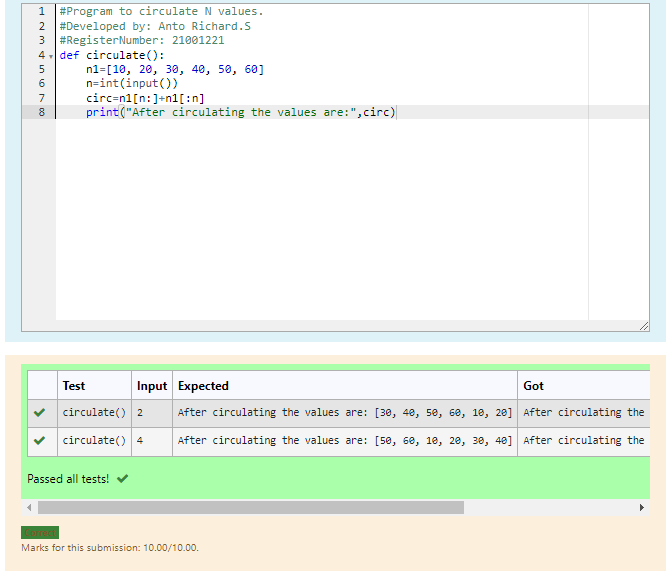 1 #Program to circulate N values.
2 #Developed by: Anto Richard.S
3 #RegisterNumber: 21001221
4 def circulate():
5 n1=[10, 20, 30, 40, 50, 60]
6 n=int(input())
7 circ=n1[n:]+n1[:n]
8 print("After circulating the values are:",circ)
Test Input Expected Got
circulate() 2 After circulating the values are: [30, 40, 50, 60, 10, 20] After circulating the
circulate() 4 After circulating the values are: [50, 60, 10, 20, 30, 40] After circulating the
Passed all tests!
Correct
Marks for this submission: 10.00/10.00.